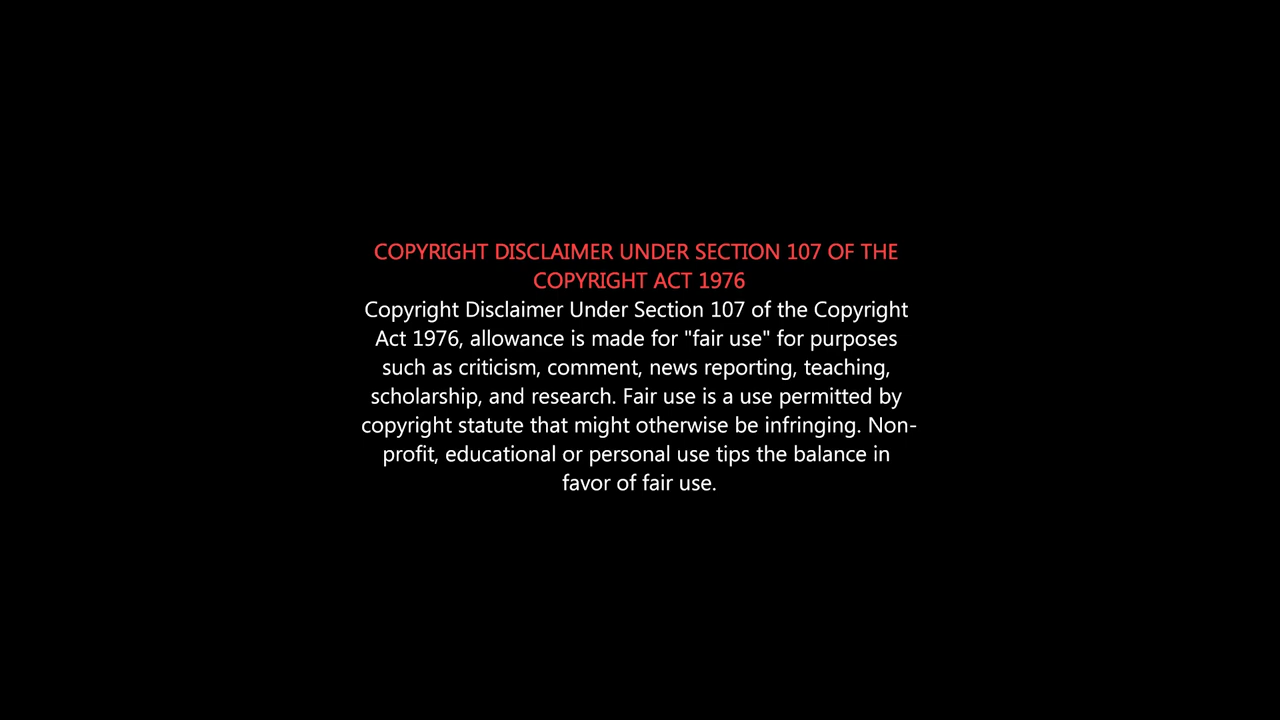 COPYRIGHT DISCLAIMER UNDER SECTION 107 OF THE
COPYRIGHT ACT 1976
Copyright Disclaimer Under Section 107 of the Copyright
Act 1976, allowance is made for "fair use" for purposes
such as criticism, comment, news reporting, teaching,
scholarship, and research. Fair use is a use permitted by
copyright statute that might otherwise be infringing. Non-
profit, educational or personal use tips the balance in
favor of fair use.